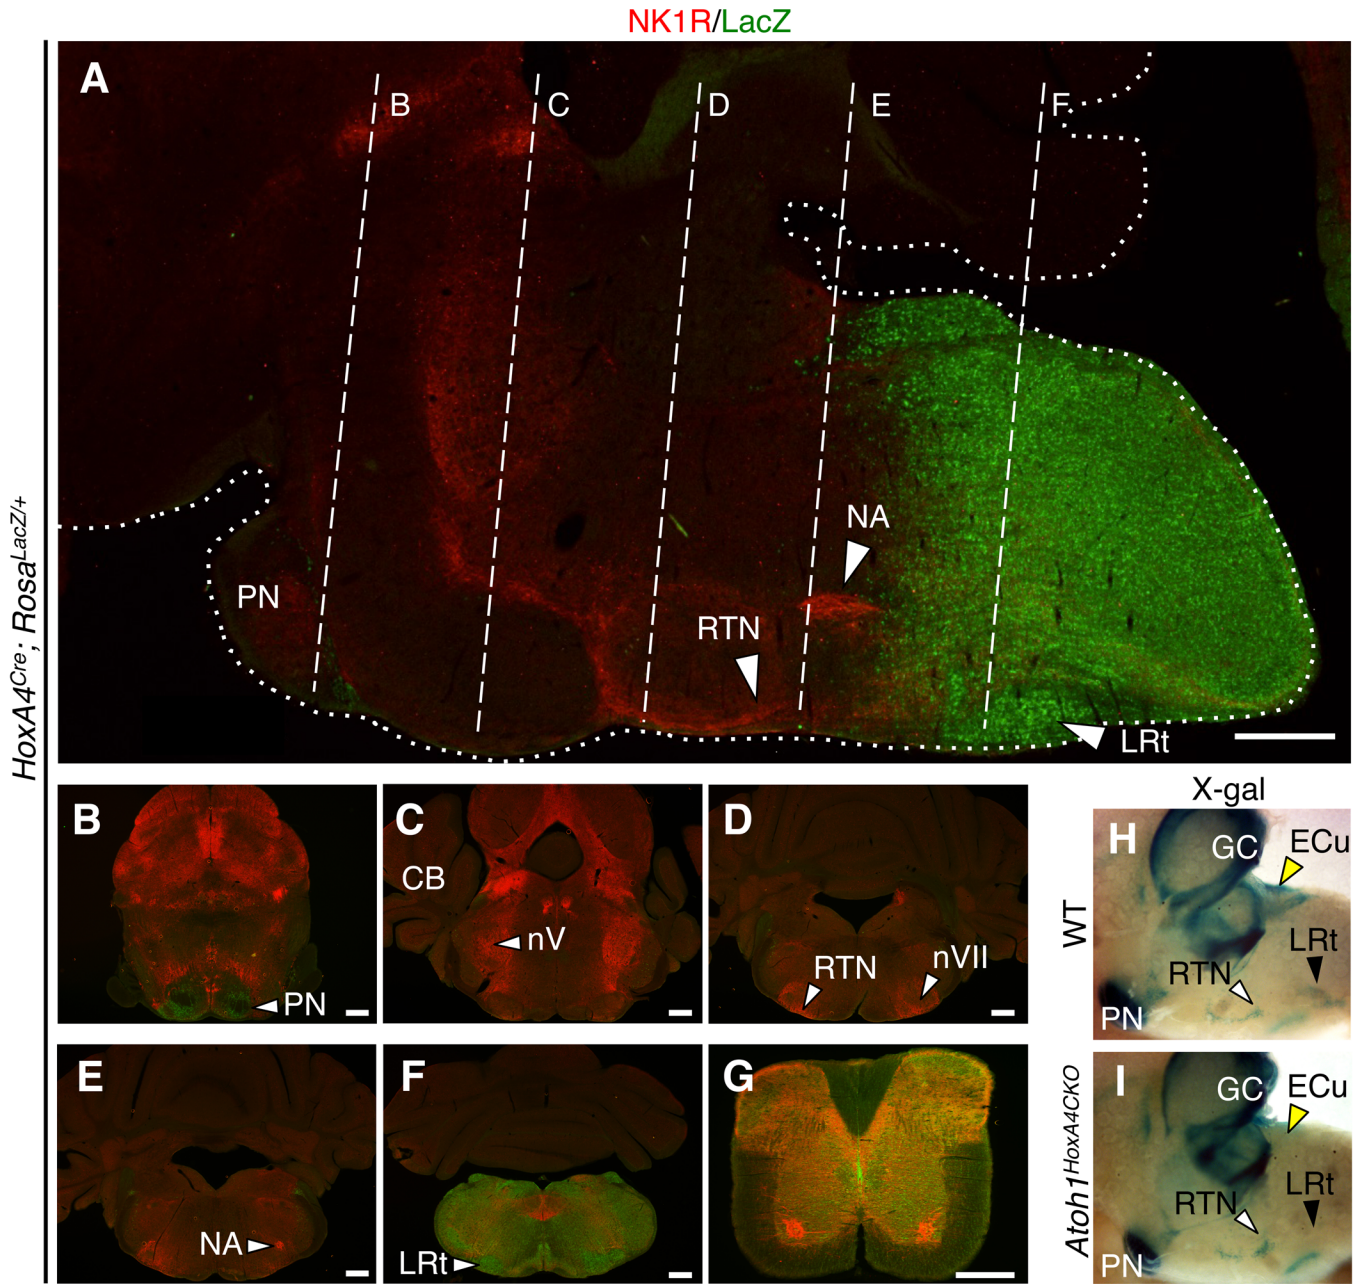 NK1R/LacZ
HoxA4Cre; RosaLacZ/+
A
B
C
D
E
F
PN
NA
RTN
LRt
B
PN
C
CB
nV
D
RTN
nVII
E
NA
F
LRt
G
X-gal
WT
H
GC
ECu
LRt
RTN
PN
Atoh1HoxA4CKO
I
GC
ECu
LRt
RTN
PN